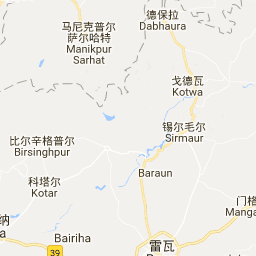 马尼克普尔
萨尔哈特
Manikpur
Sarhat
德保拉
Dabhaura
戈德瓦
Kotwa
锡尔毛尔
Sirmaur
比尔辛格普尔
Birsinghpur
Baraun
科塔尔
Kotar
门格
Manga
纳
Bairiha
39
雷瓦